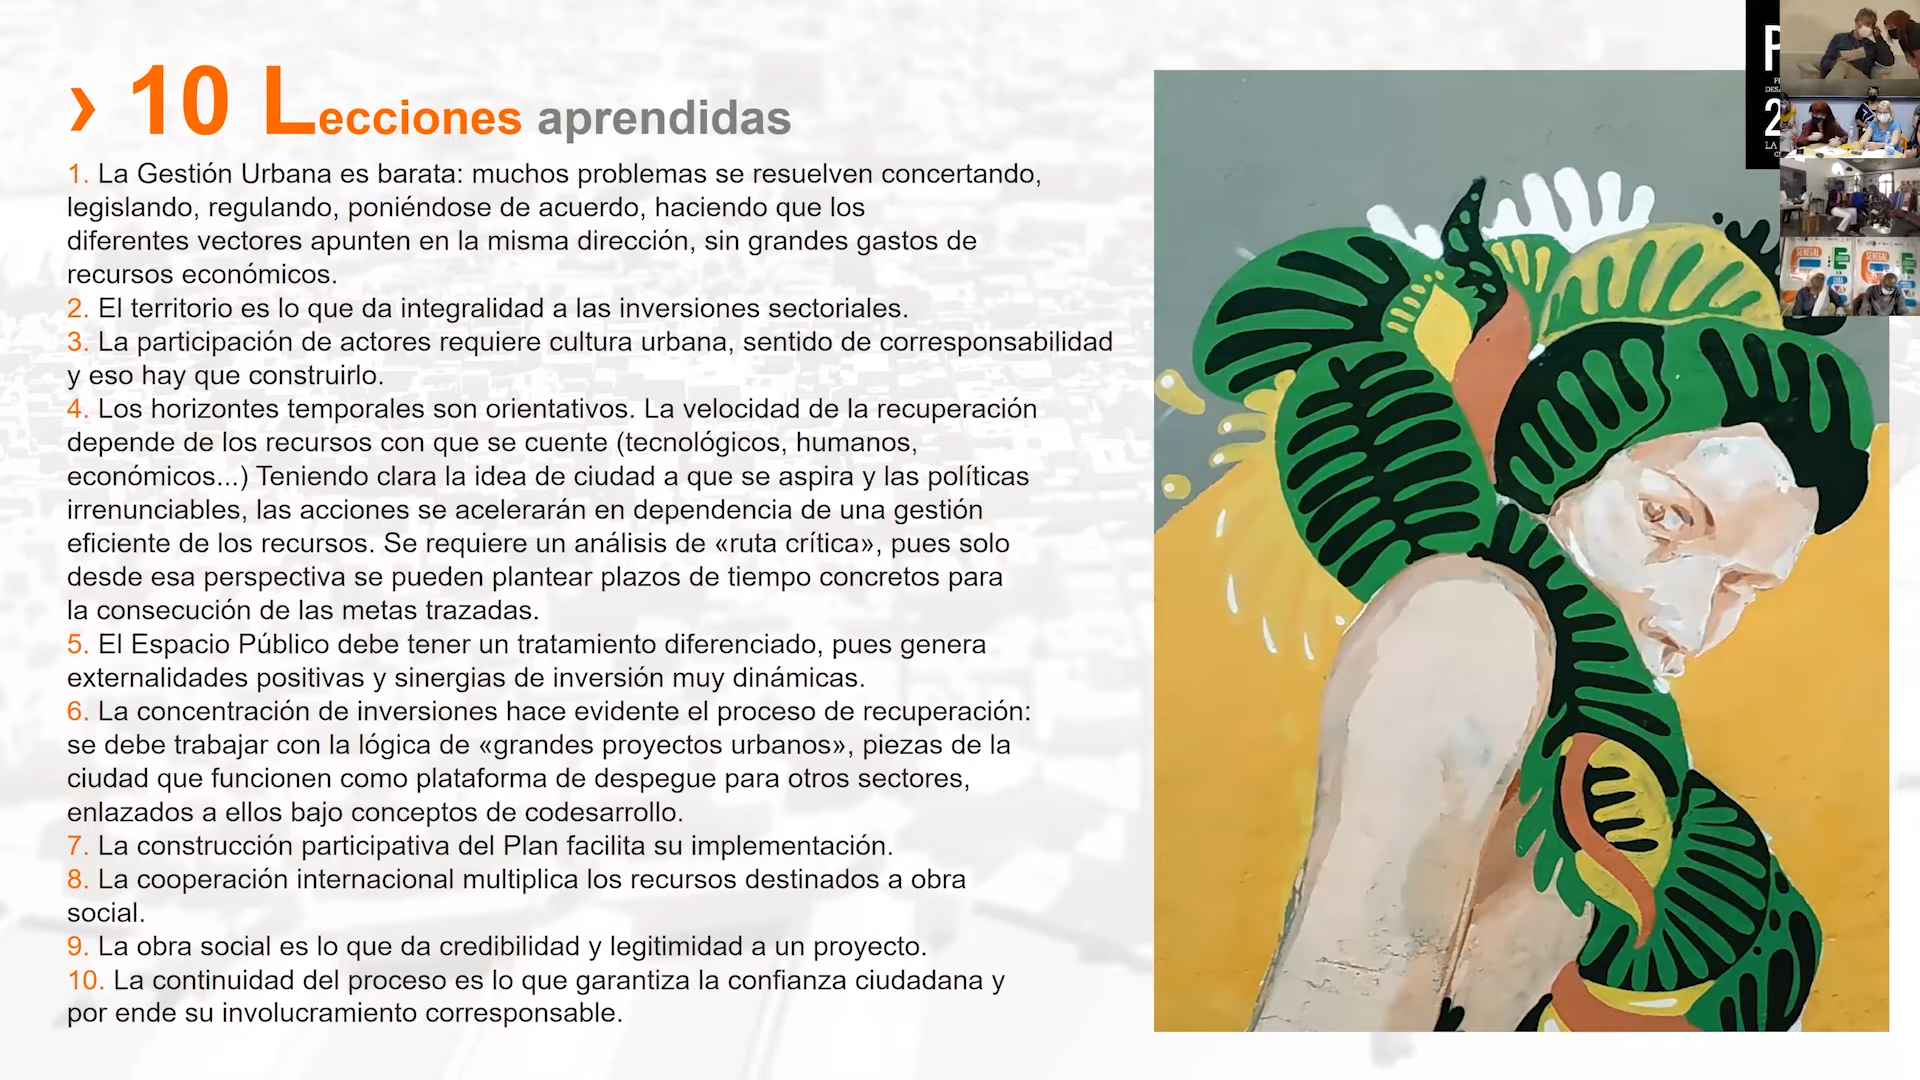 › 10 Lecciones aprendidas
1. La Gestión Urbana es barata: muchos problemas se resuelven concertando,
legislando, regulando, poniéndose de acuerdo, haciendo que los
diferentes vectores apunten en la misma dirección, sin grandes gastos de
recursos económicos.
2. El territorio es lo que da integralidad a las inversiones sectoriales.
3. La participación de actores requiere cultura urbana, sentido de corresponsabilidad
y eso hay que construirlo.
4. Los horizontes temporales son orientativos. La velocidad de la recuperación
depende de los recursos con que se cuente (tecnológicos, humanos,
económicos...) Teniendo clara la idea de ciudad a que se aspira y las políticas
irrenunciables, las acciones se acelerarán en dependencia de una gestión
eficiente de los recursos. Se requiere un análisis de «ruta crítica», pues solo
desde esa perspectiva se pueden plantear plazos de tiempo concretos para
la consecución de las metas trazadas.
5. El Espacio Público debe tener un tratamiento diferenciado, pues genera
externalidades positivas y sinergias de inversión muy dinámicas.
6. La concentración de inversiones hace evidente el proceso de recuperación:
se debe trabajar con la lógica de «grandes proyectos urbanos», piezas de la
ciudad que funcionen como plataforma de despegue para otros sectores,
enlazados a ellos bajo conceptos de codesarrollo.
7. La construcción participativa del Plan facilita su implementación.
8. La cooperación internacional multiplica los recursos destinados a obra
social.
9. La obra social es lo que da credibilidad y legitimidad a un proyecto.
10. La continuidad del proceso es lo que garantiza la confianza ciudadana y
por ende su involucramiento corresponsable.
P
2
LA
SENEGAL
SENEGAL